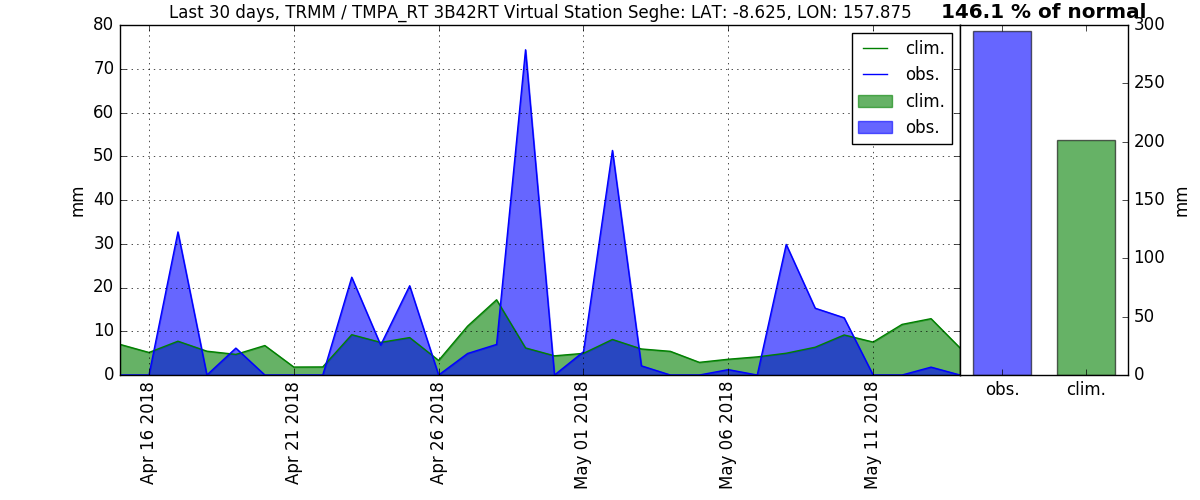 Last 30 days, TRMM / TMPA_RT 3B42RT Virtual Station Seghe: LAT: -8.625, LON: 157.875
146.1 % of normal
80
70
60
50
40
30
20
10
0
mm
clim.
obs.
clim.
obs.
Apr 16 2018
Apr 21 2018
Apr 26 2018
May 01 2018
May 06 2018
May 11 2018
300
250
200
150
100
50
0
mm
obs.
clim.